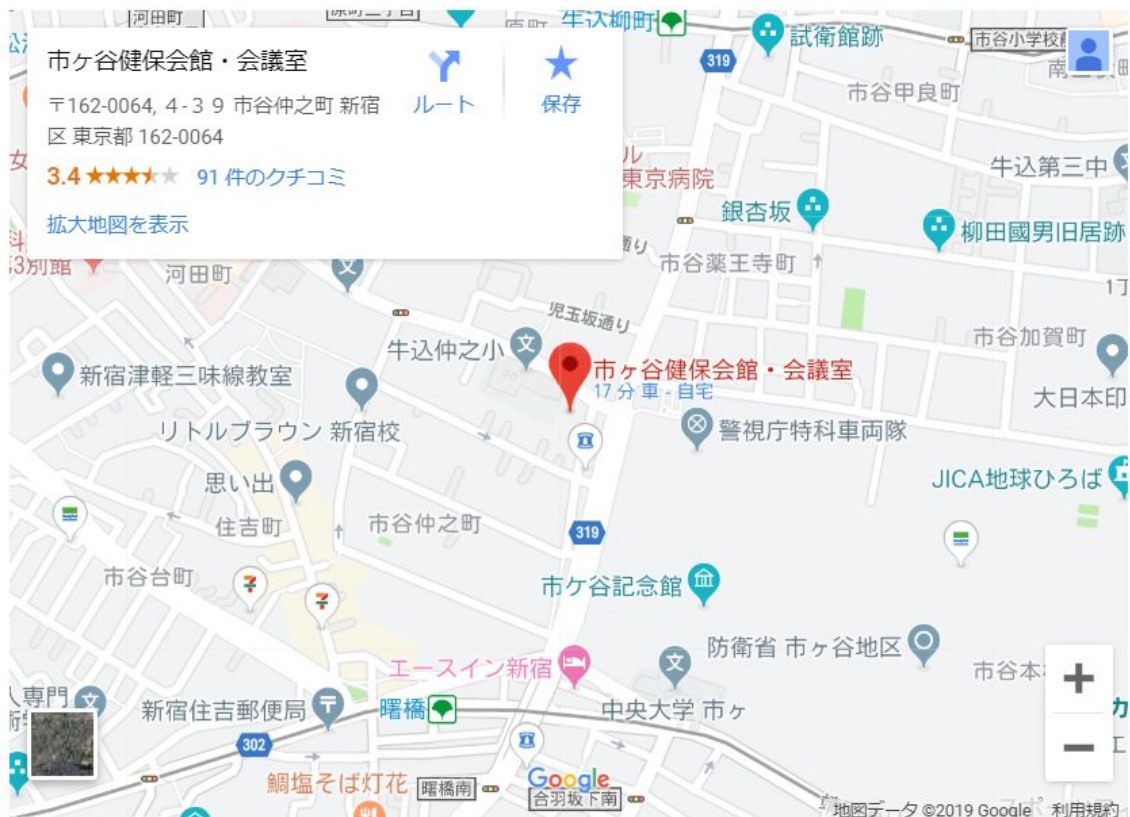 河田町
牛込柳町
試衛館跡
市谷小学校前
319
市谷甲良町
市ヶ谷健保会館・会議室
ルート
保存
〒162-0064, 4-3９ 市谷仲之町 新宿
区 東京都 162-0064
3.4
91 件のクチコミ
拡大地図を表示
ル
東京病院
牛込第三中
銀杏坂
柳田國男旧居跡
第3別館
河田町
市谷薬王寺町
児玉坂通り
牛込仲之小
市谷加賀町
市ヶ谷健保会館・会議室
17 分 車 - 自宅
新宿津軽三味線教室
大日本印
リトルブラウン 新宿校
警視庁特科車両隊
思い出
JICA地球ひろば
住吉町
市谷仲之町
319
市谷台町
市ケ谷記念館
防衛省 市ヶ谷地区
エースイン新宿
人専門
新宿住吉郵便局
曙橋
中央大学 市ヶ
302
鯛塩そば灯花
曙橋南
Google
合羽坂下南
地図データ ©2019 Google
利用規約